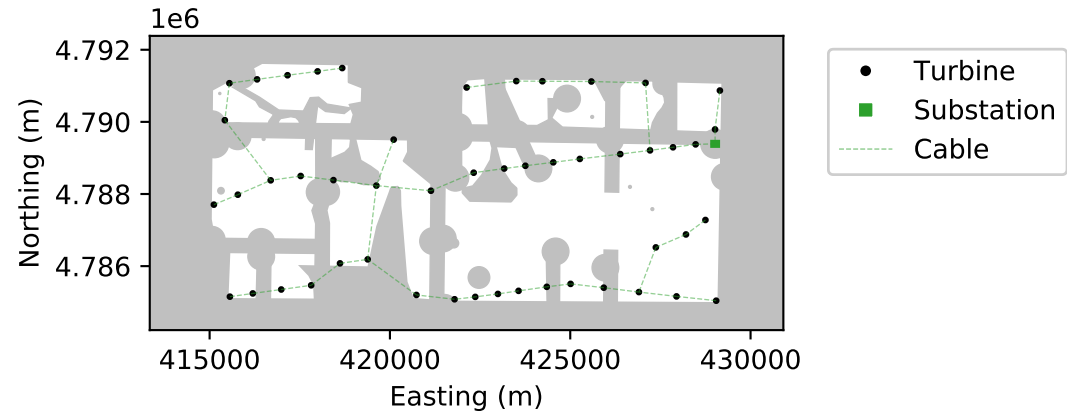 1e6
4.792
4.790
4.788
4.786
Northing (m)
415000 420000 425000 430000
Easting (m)
Turbine
Substation
Cable